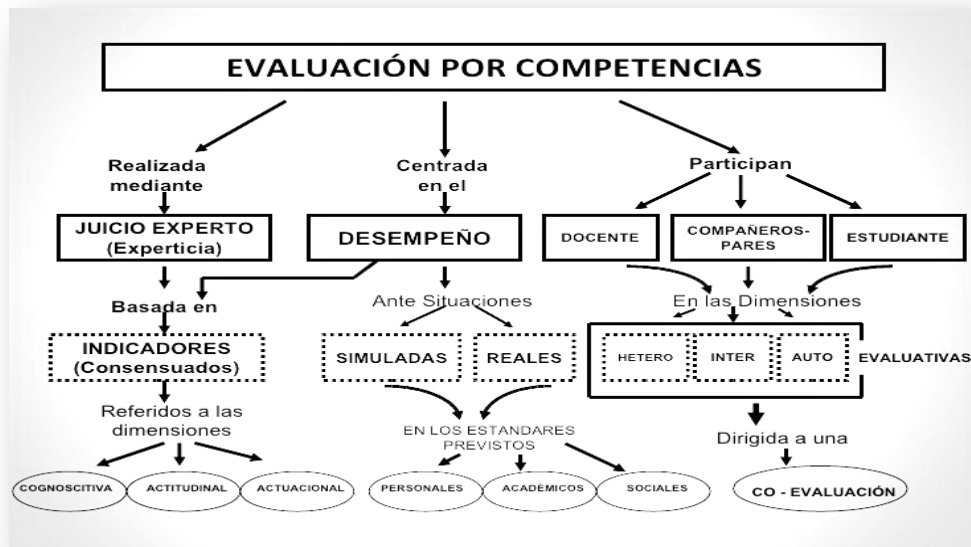 EVALUACIÓN POR COMPETENCIAS
Realizada
mediante
Centrada
en el
Participan
JUICIO EXPERTO
(Experticia)
DESEMPEÑO
DOCENTE
COMPAÑEROS-
PARES
ESTUDIANTE
Basada en
Ante Situaciones
En las Dimensiones
INDICADORES
(Consensuados)
SIMULADAS
REALES
HETERO
INTER
AUTO
EVALUATIVAS
Referidos a las
dimensiones
EN LOS ESTANDARES
PREVISTOS
Dirigida a una
COGNOSCITIVA
ACTITUDINAL
ACTUACIONAL
PERSONALES
ACADÉMICOS
SOCIALES
CO - EVALUACIÓN